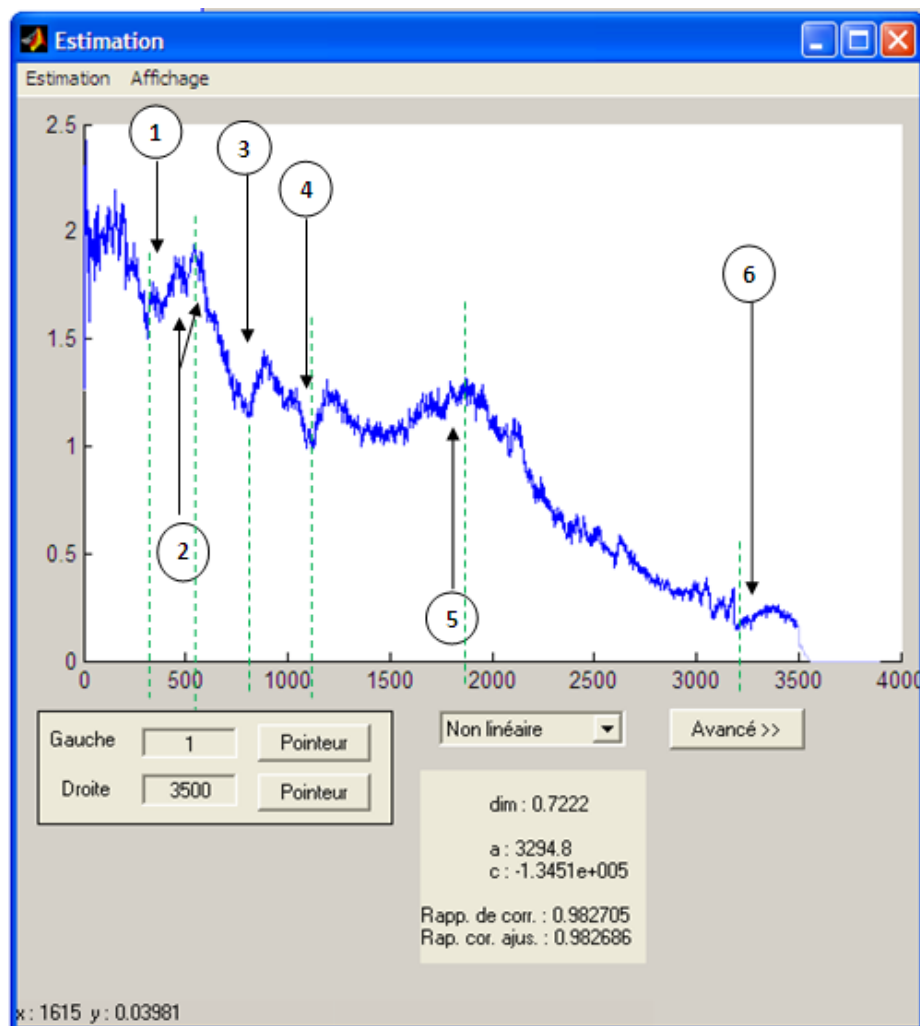 Estimation
Estimation Affichage
2.5
2
1.5
1
0.5
0
0 500 1000 1500 2000 2500 3000 3500 4000
1
2
3
4
5
6
Gauche 1 Pointeur
Droite 3500 Pointeur
Non linéaire
Avancé >>
dim : 0.7222
a : 3294.8
c : -1.3451e+005
Rapp. de corr. : 0.982705
Rap. cor. ajus. : 0.982686
x : 1615 y : 0.03981